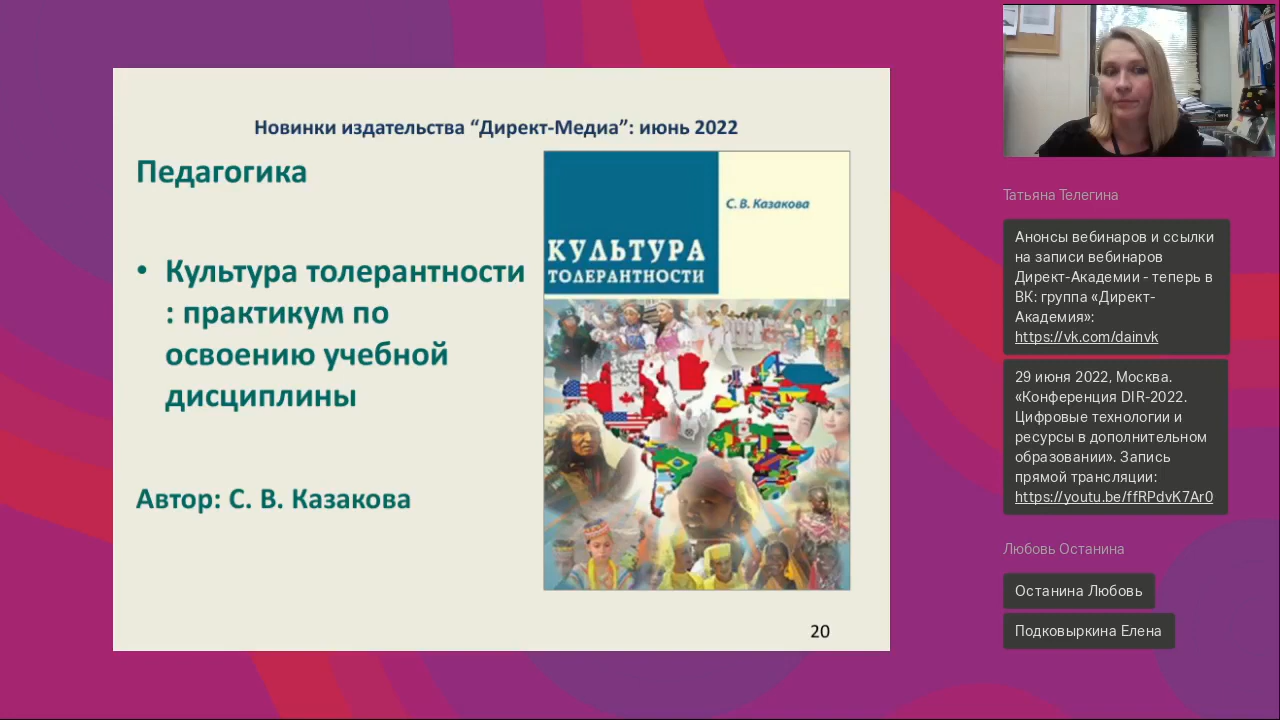 Новинки издательства “Директ-Медиа”: июнь 2022
Педагогика
• Культура толерантности
: практикум по
освоению учебной
дисциплины
Автор: С. В. Казакова
С. В. Казакова
КУЛЬТУРА
ТОЛЕРАНТНОСТИ
20
Татьяна Телегина
Анонсы вебинаров и ссылки
на записи вебинаров
Директ-Академии - теперь в
ВК: группа «Директ-
Академия»:
https://vk.com/dainvk
29 июня 2022, Москва.
«Конференция DIR-2022.
Цифровые технологии и
ресурсы в дополнительном
образовании». Запись
прямой трансляции:
https://youtu.be/ffRPdvK7Ar0
Любовь Останина
Останина Любовь
Подковыркина Елена